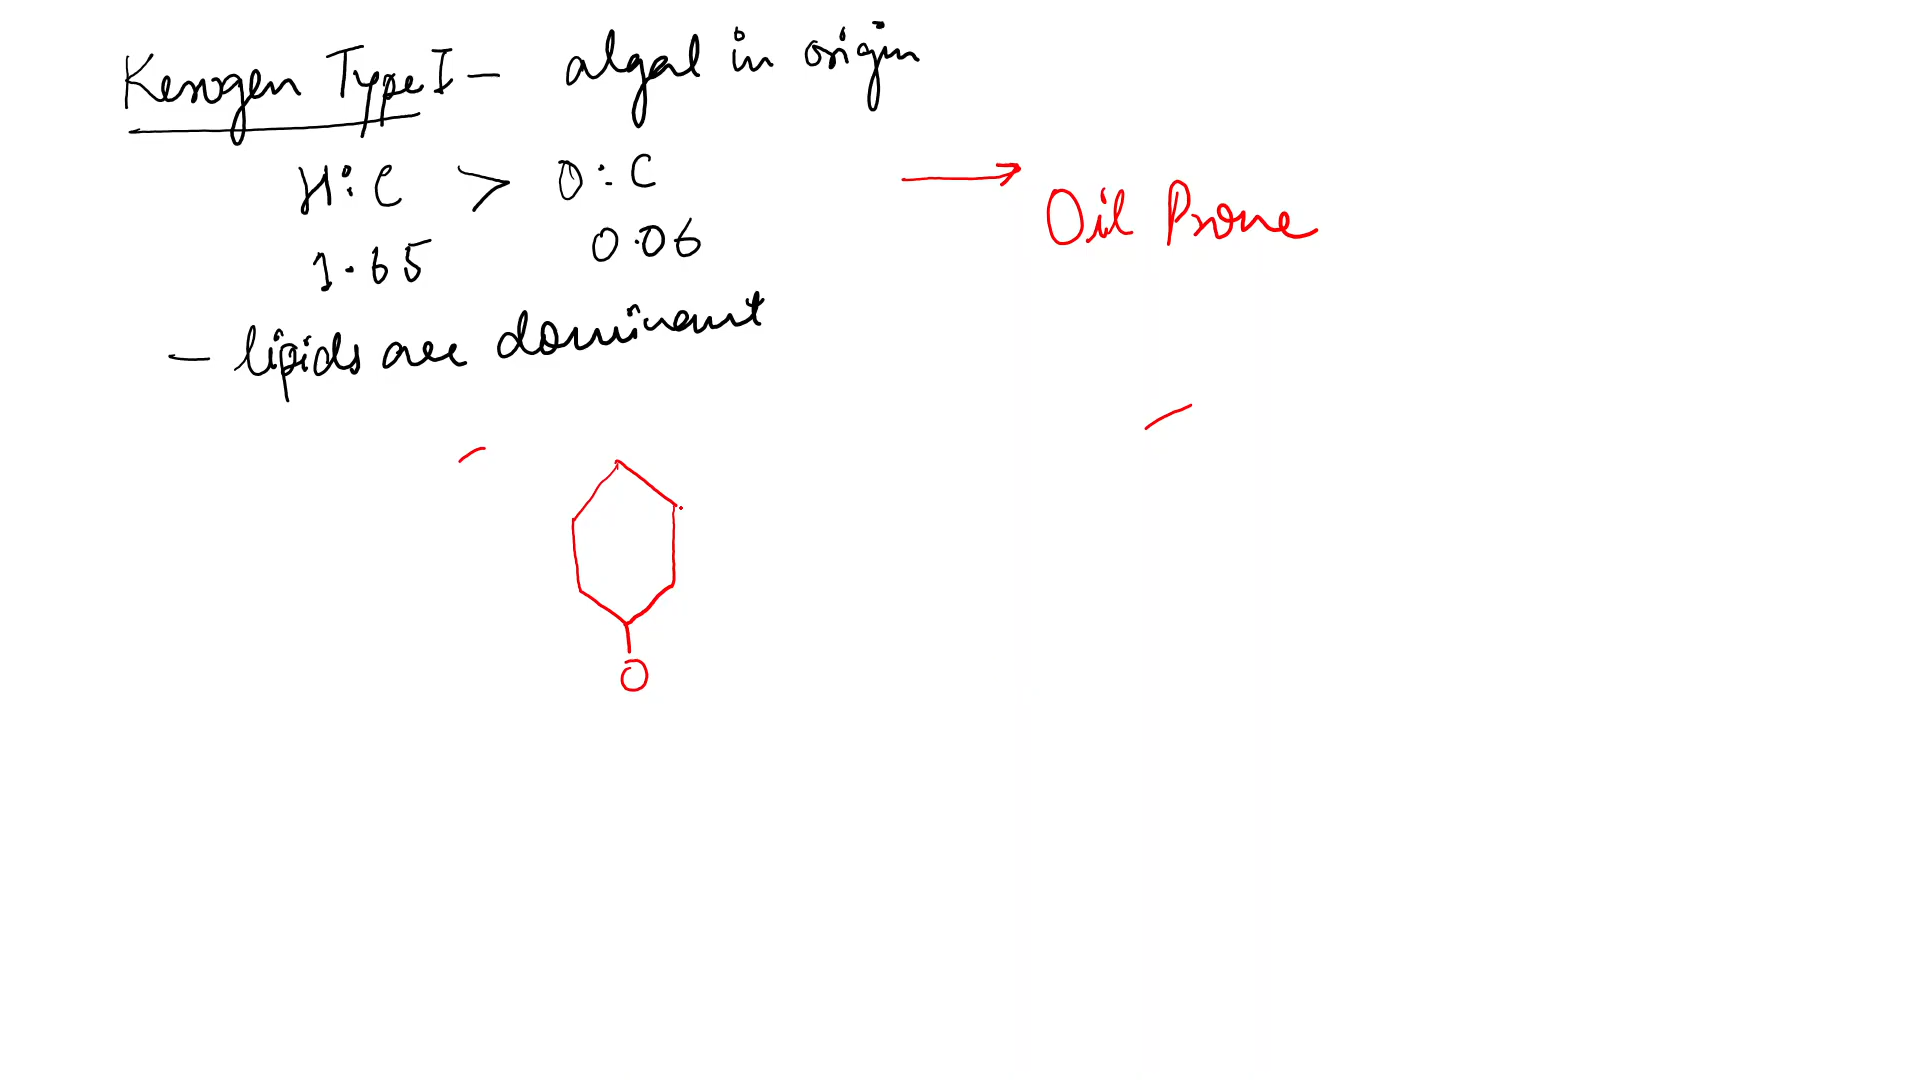 Kerogen Type I - algal in origin
H:C > O:C
→ Oil Prone
1.65 0.06
- lipids are dominant
O